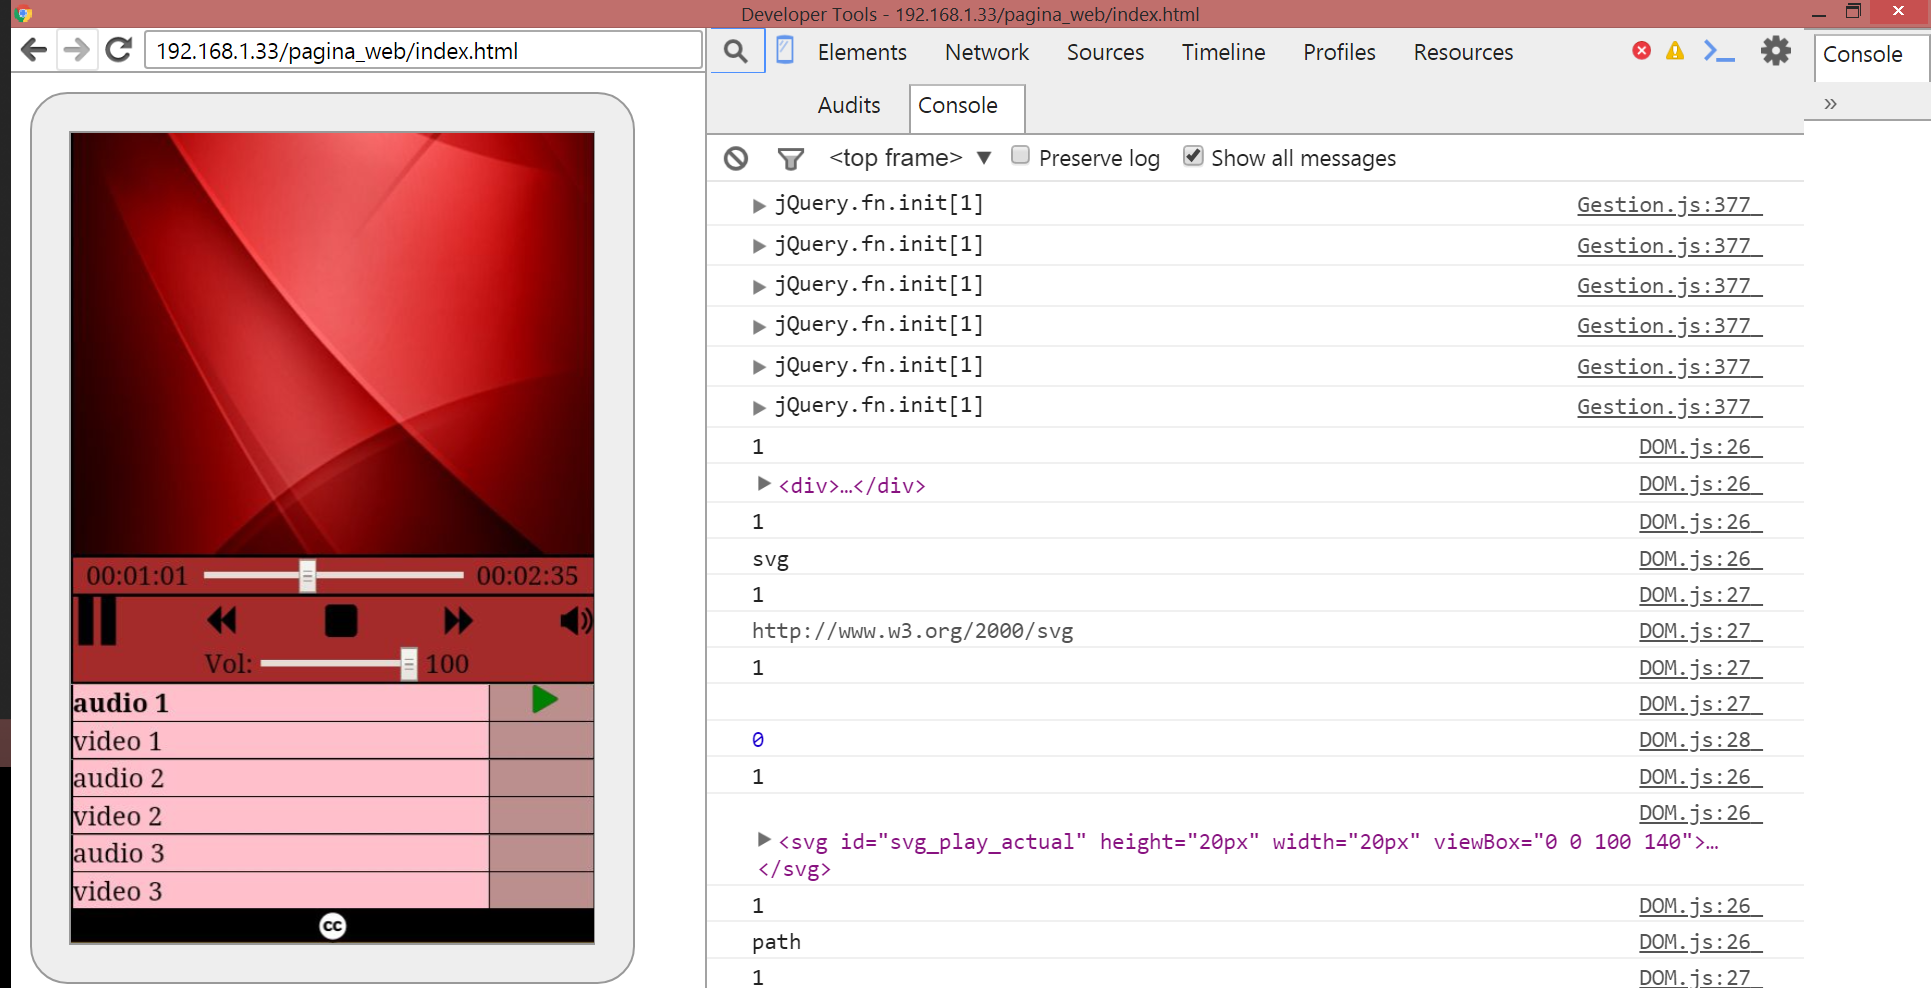 Developer Tools - 192.168.1.33/pagina_web/index.html
192.168.1.33/pagina_web/index.html
Elements Network Sources Timeline Profiles Resources
Console
Audits Console
»
<top frame> ▼ Preserve log Show all messages
jQuery.fn.init[1] Gestion.js:377
jQuery.fn.init[1] Gestion.js:377
jQuery.fn.init[1] Gestion.js:377
jQuery.fn.init[1] Gestion.js:377
jQuery.fn.init[1] Gestion.js:377
jQuery.fn.init[1] Gestion.js:377
1 DOM.js:26
<div>…</div> DOM.js:26
1 DOM.js:26
svg DOM.js:26
1 DOM.js:27
http://www.w3.org/2000/svg DOM.js:27
1 DOM.js:27
DOM.js:27
0 DOM.js:28
1 DOM.js:26
DOM.js:26
<svg id="svg_play_actual" height="20px" width="20px" viewBox="0 0 100 140">…
</svg>
1 DOM.js:26
path DOM.js:26
1 DOM.js:27
00:01:01 00:02:35
Vol: 100
audio 1
video 1
audio 2
video 2
audio 3
video 3
cc